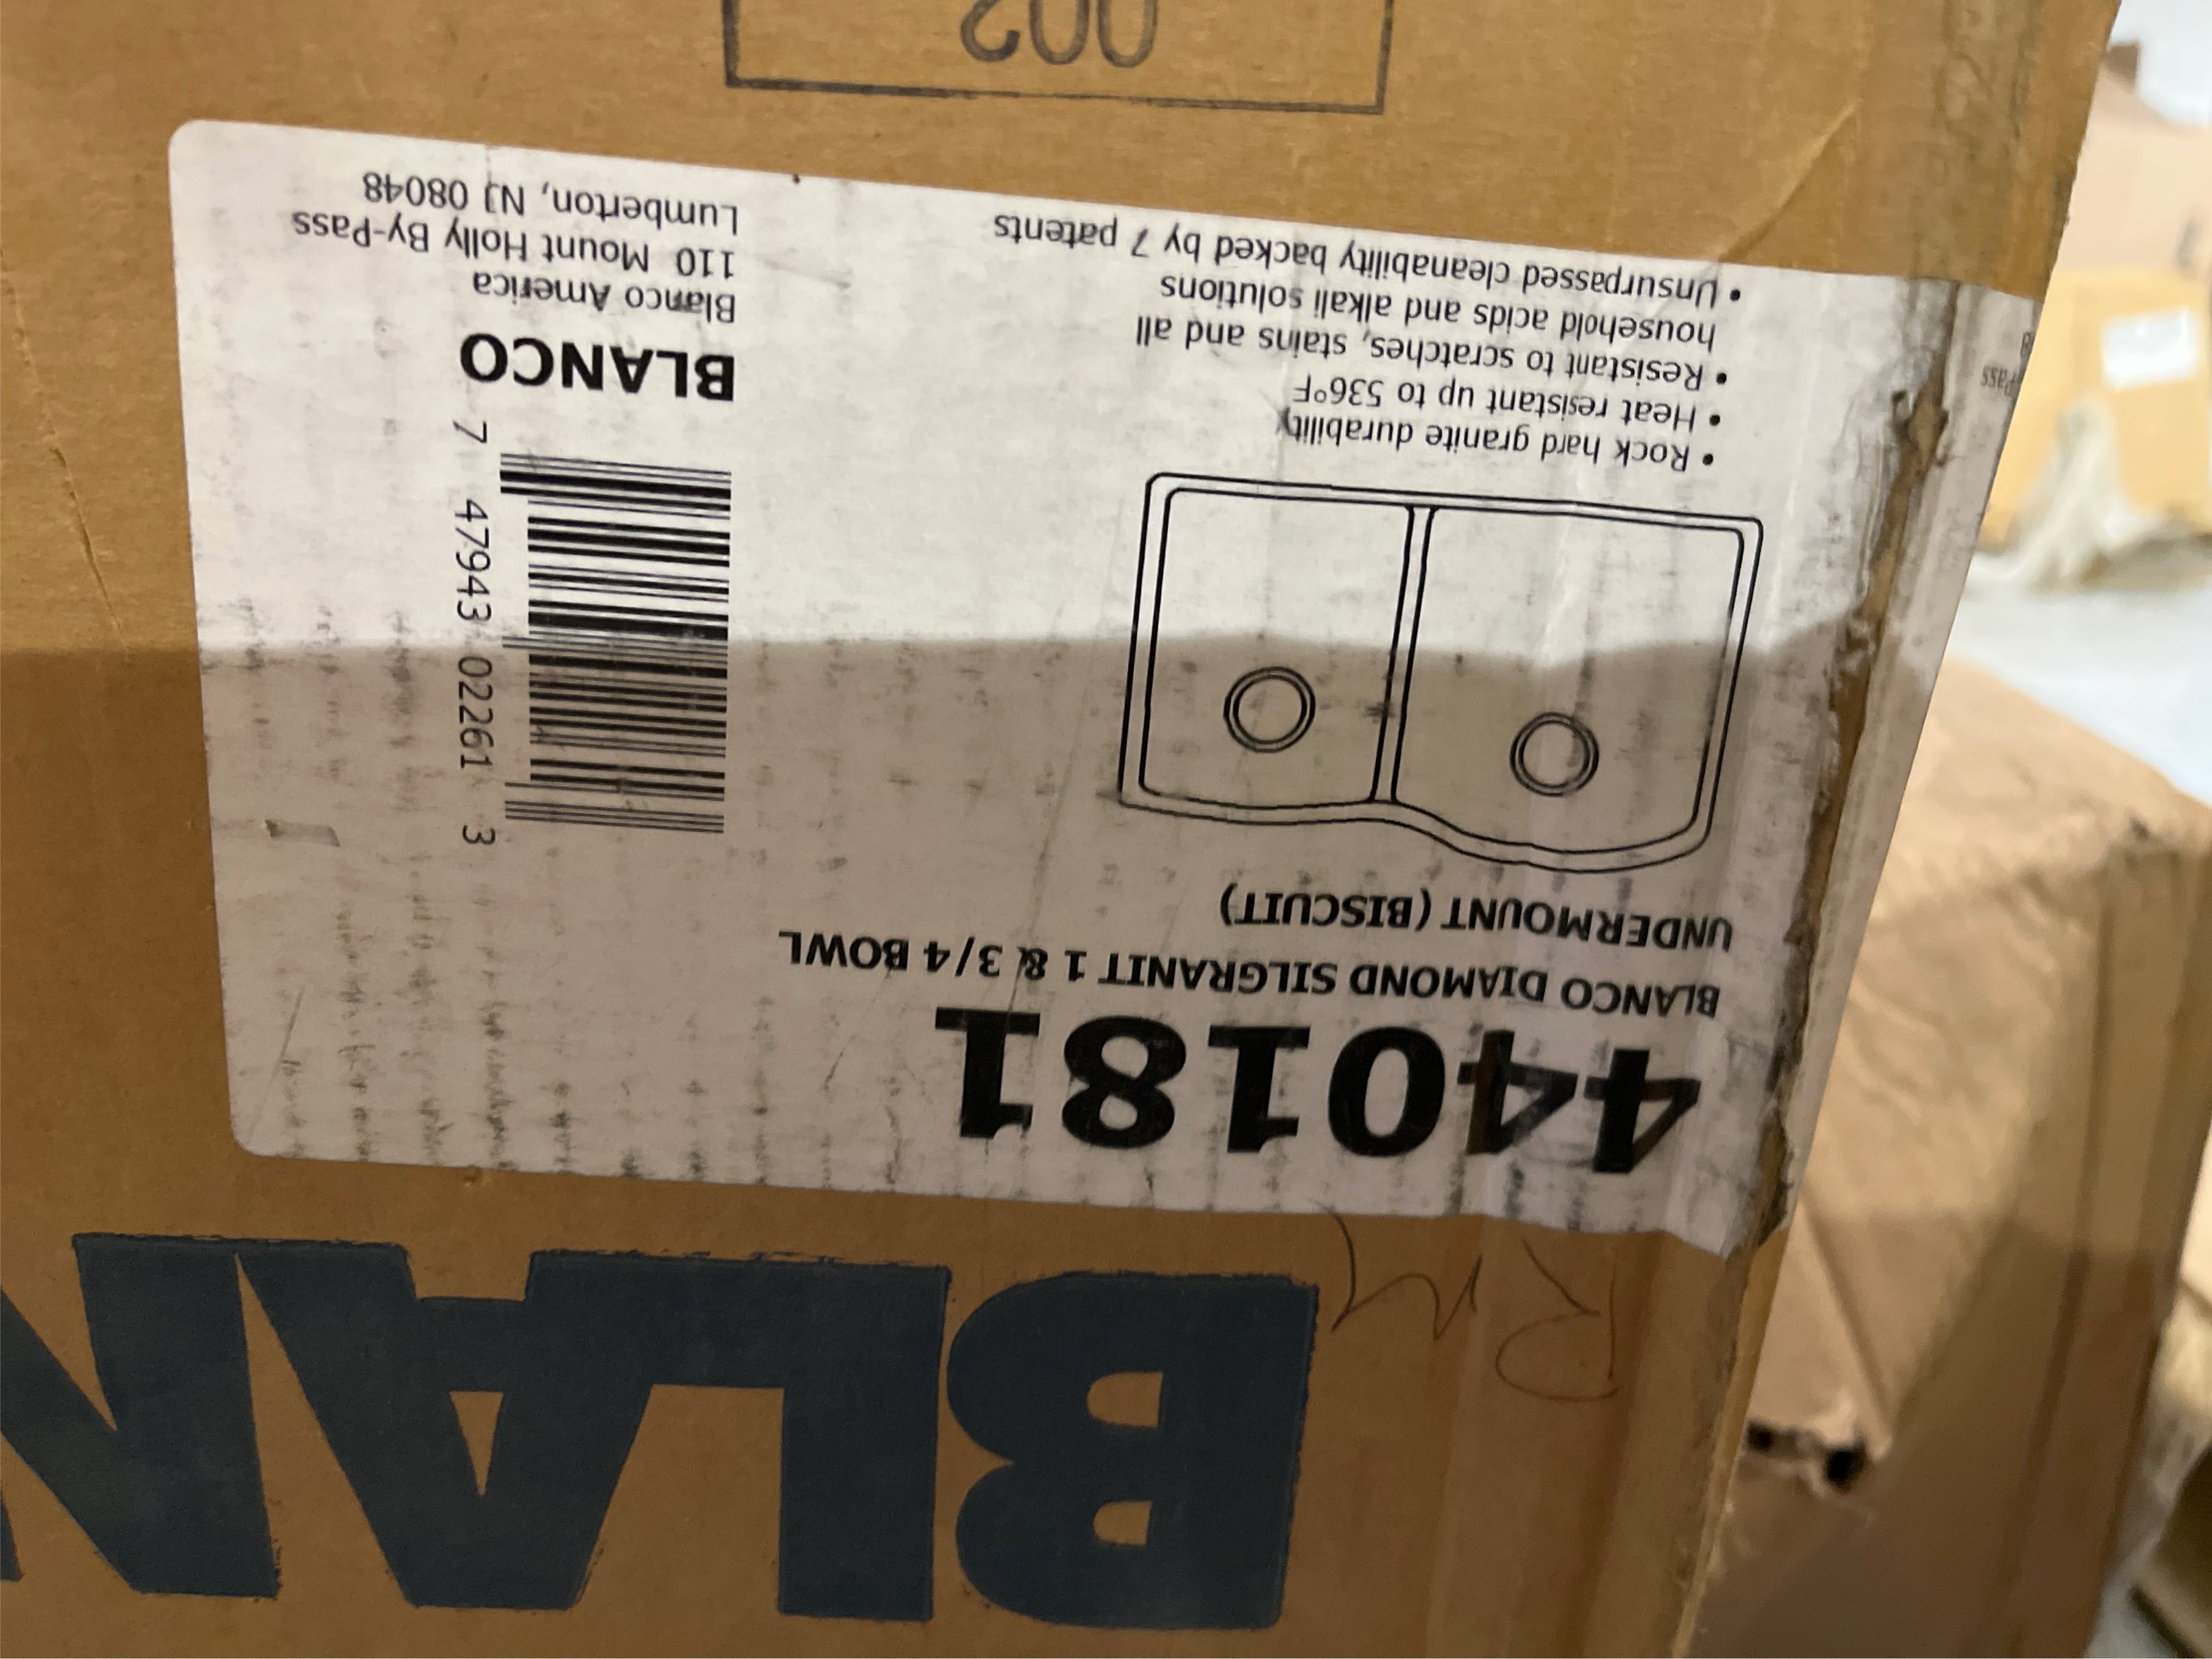 BLAN
RM
440181
BLANCO DIAMOND SILGRANIT 1 & 3/4 BOWL
UNDERMOUNT (BISCUIT)
• Rock hard granite durability
• Heat resistant up to 536°F
• Resistant to scratches, stains and all
household acids and alkali solutions
• Unsurpassed cleanability backed by 7 patents
7 47943 02261 3
BLANCO
Blanco America
110 Mount Holly By-Pass
Lumberton, NJ 08048
002